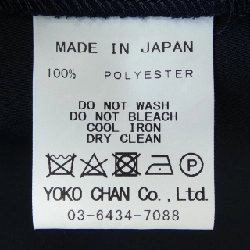 MADE IN JAPAN
100% POLYESTER
DO NOT WASH
DO NOT BLEACH
COOL IRON
DRY CLEAN
P
YOKO CHAN Co., Ltd.
03-6434-7088